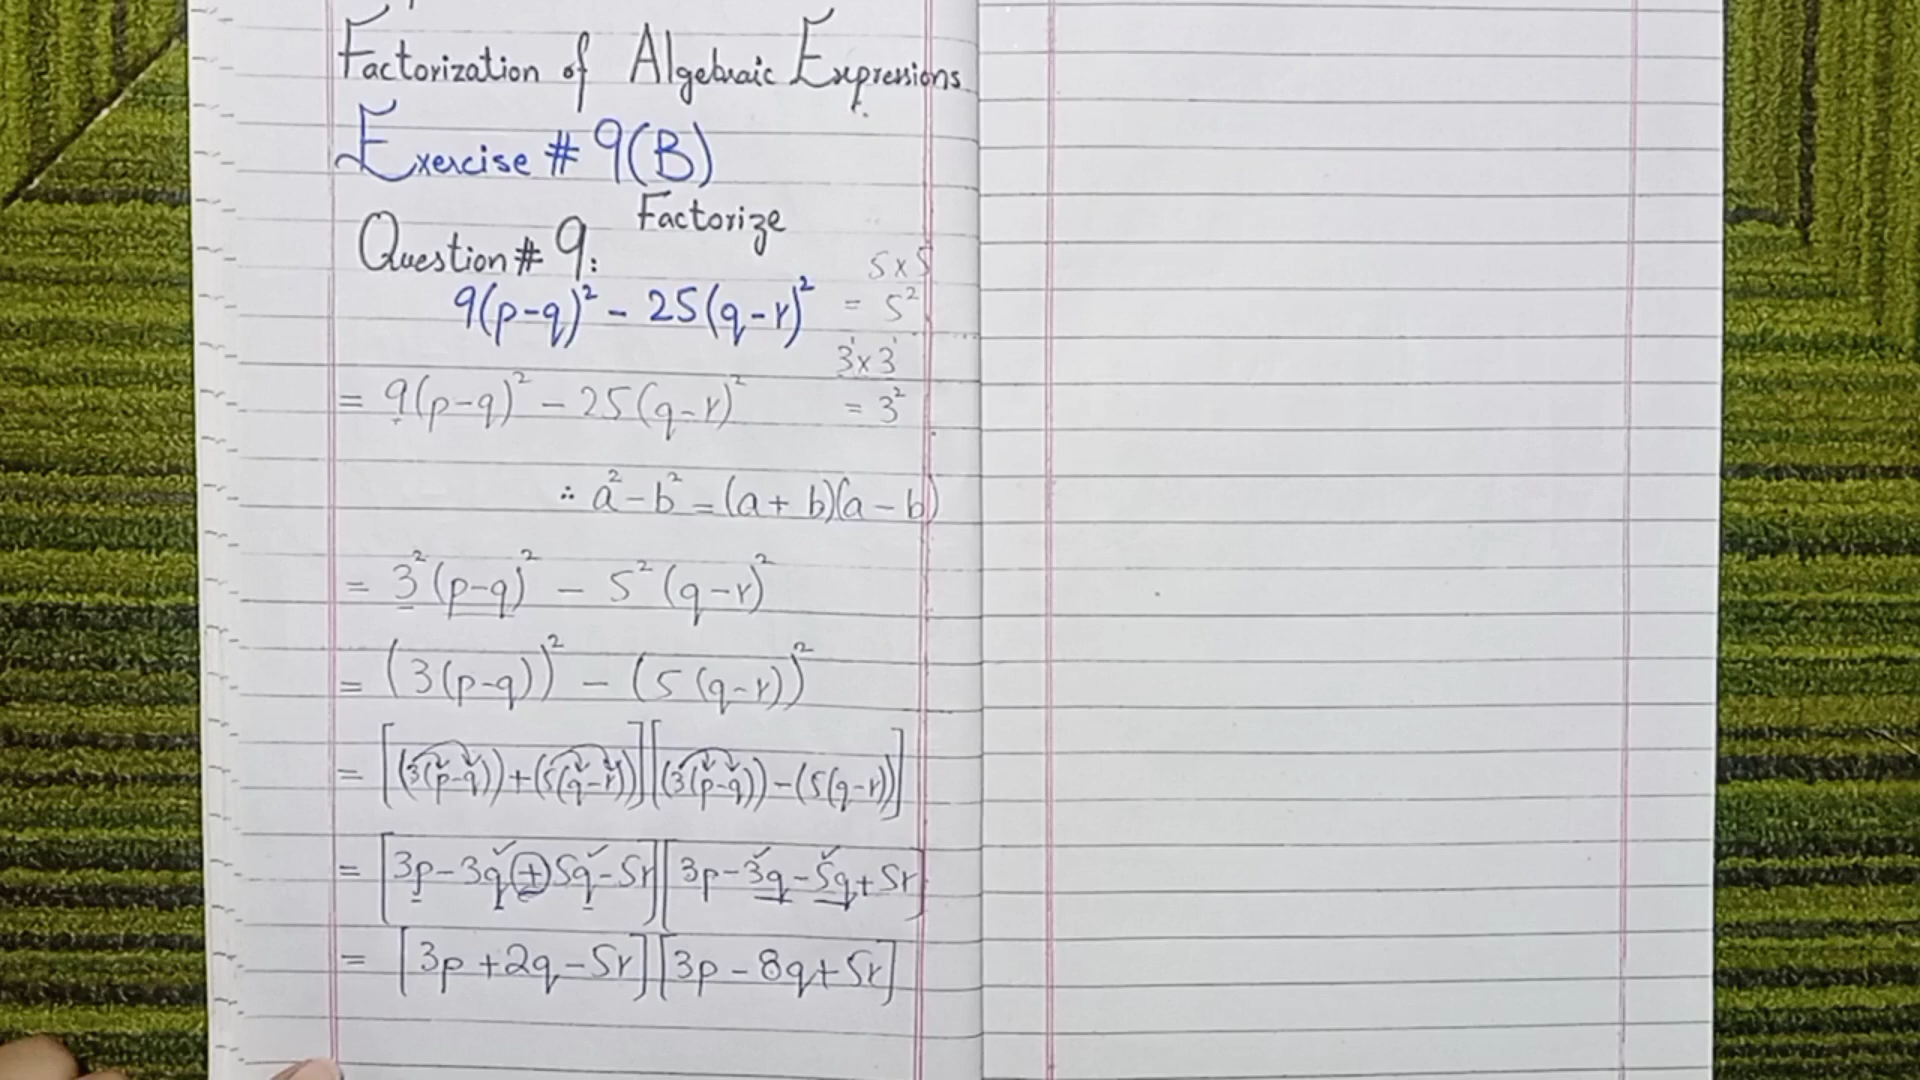 Factorization of Algebraic Expressions
Exercise # 9(B)
Factorize
Question # 9:
5 × 5
9(p-q)² - 25(q-r)² = 5²
3¹ × 3¹
= 9(p-q)² - 25(q-r)² = 3²
∴ a² - b² = (a + b)(a - b)
= 3²(p-q)² - 5²(q-r)²
= (3(p-q))² - (5(q-r))²
= [(3(p-q))+(5(q-r))][(3(p-q))-(5(q-r))]
= [3p-3q+5q-5r][3p-3q-5q+5r]
= [3p+2q-5r][3p-8q+5r]